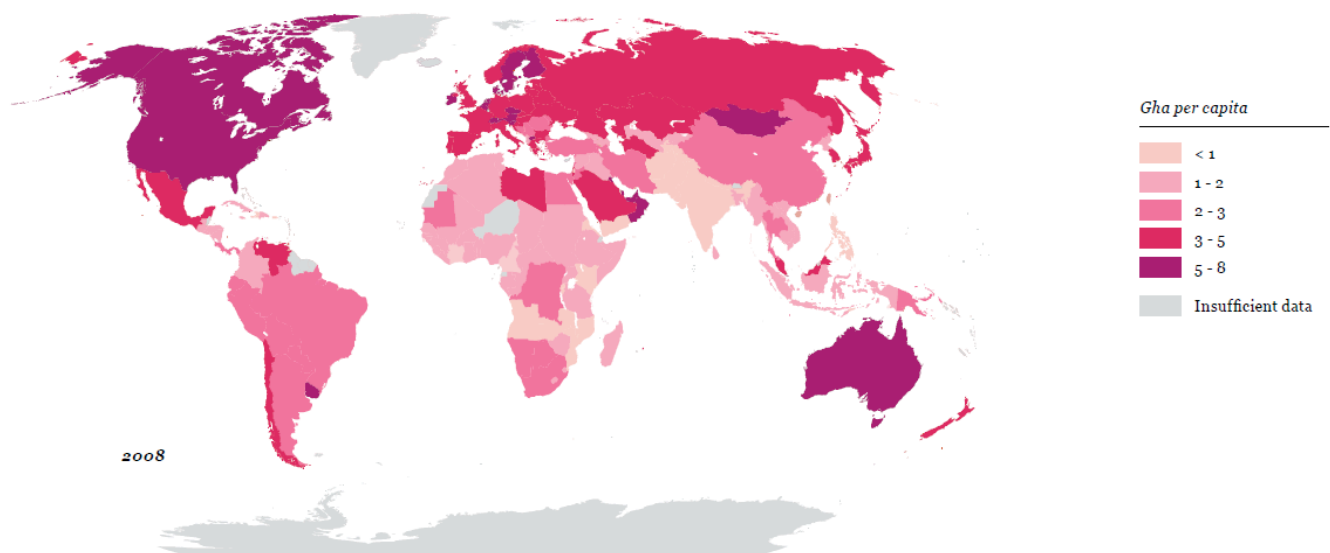 Gha per capita
< 1
1 - 2
2 - 3
3 - 5
5 - 8
Insufficient data
2008